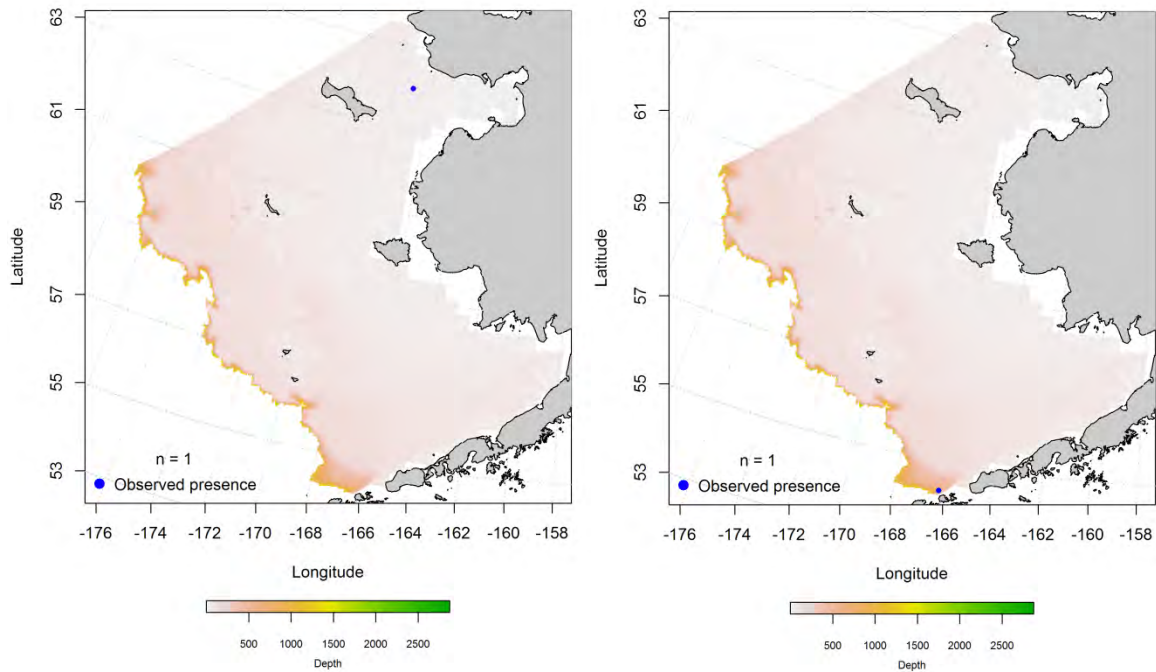 63
61
59
57
55
53
Latitude
n = 1
Observed presence
-176 -174 -172 -170 -168 -166 -164 -162 -160 -158
Longitude
500 1000 1500 2000 2500
Depth
63
61
59
57
55
53
Latitude
n = 1
Observed presence
-176 -174 -172 -170 -168 -166 -164 -162 -160 -158
Longitude
500 1000 1500 2000 2500
Depth